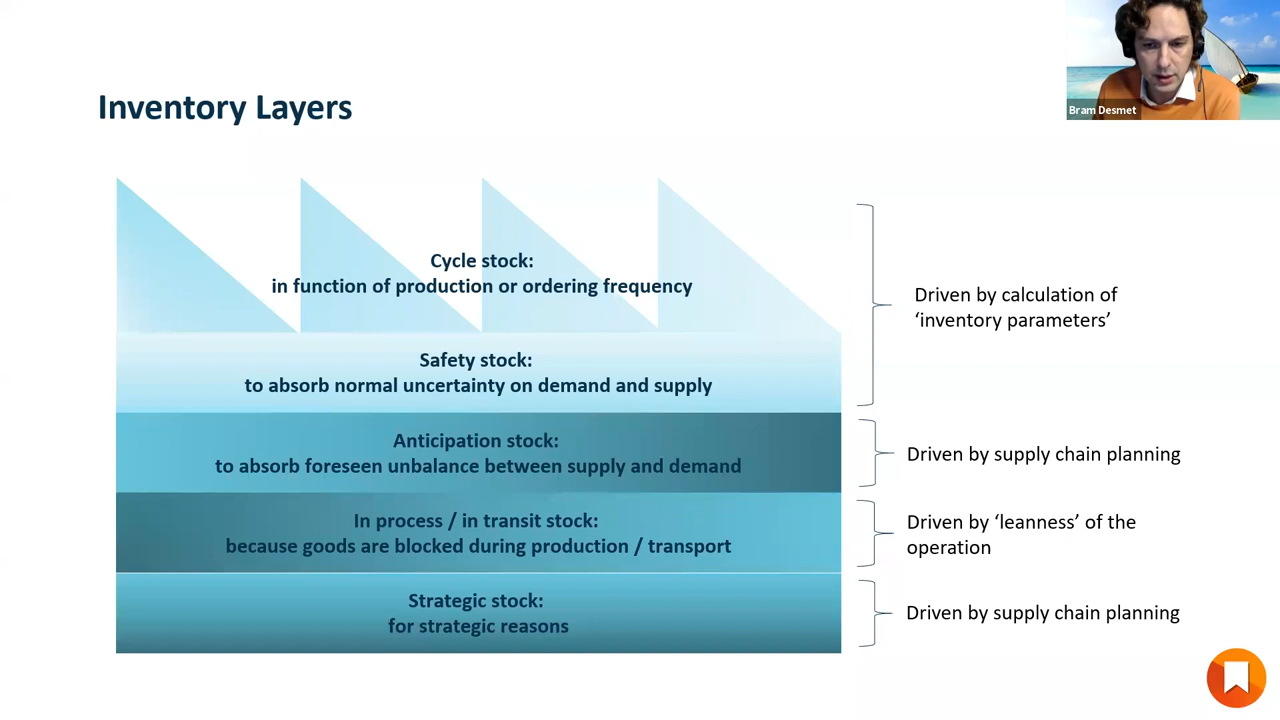 Bram Desmet
Inventory Layers
Cycle stock:
in function of production or ordering frequency
Driven by calculation of
‘inventory parameters’
Safety stock:
to absorb normal uncertainty on demand and supply
Anticipation stock:
to absorb foreseen unbalance between supply and demand
Driven by supply chain planning
In process / in transit stock:
because goods are blocked during production / transport
Driven by ‘leanness’ of the
operation
Strategic stock:
for strategic reasons
Driven by supply chain planning